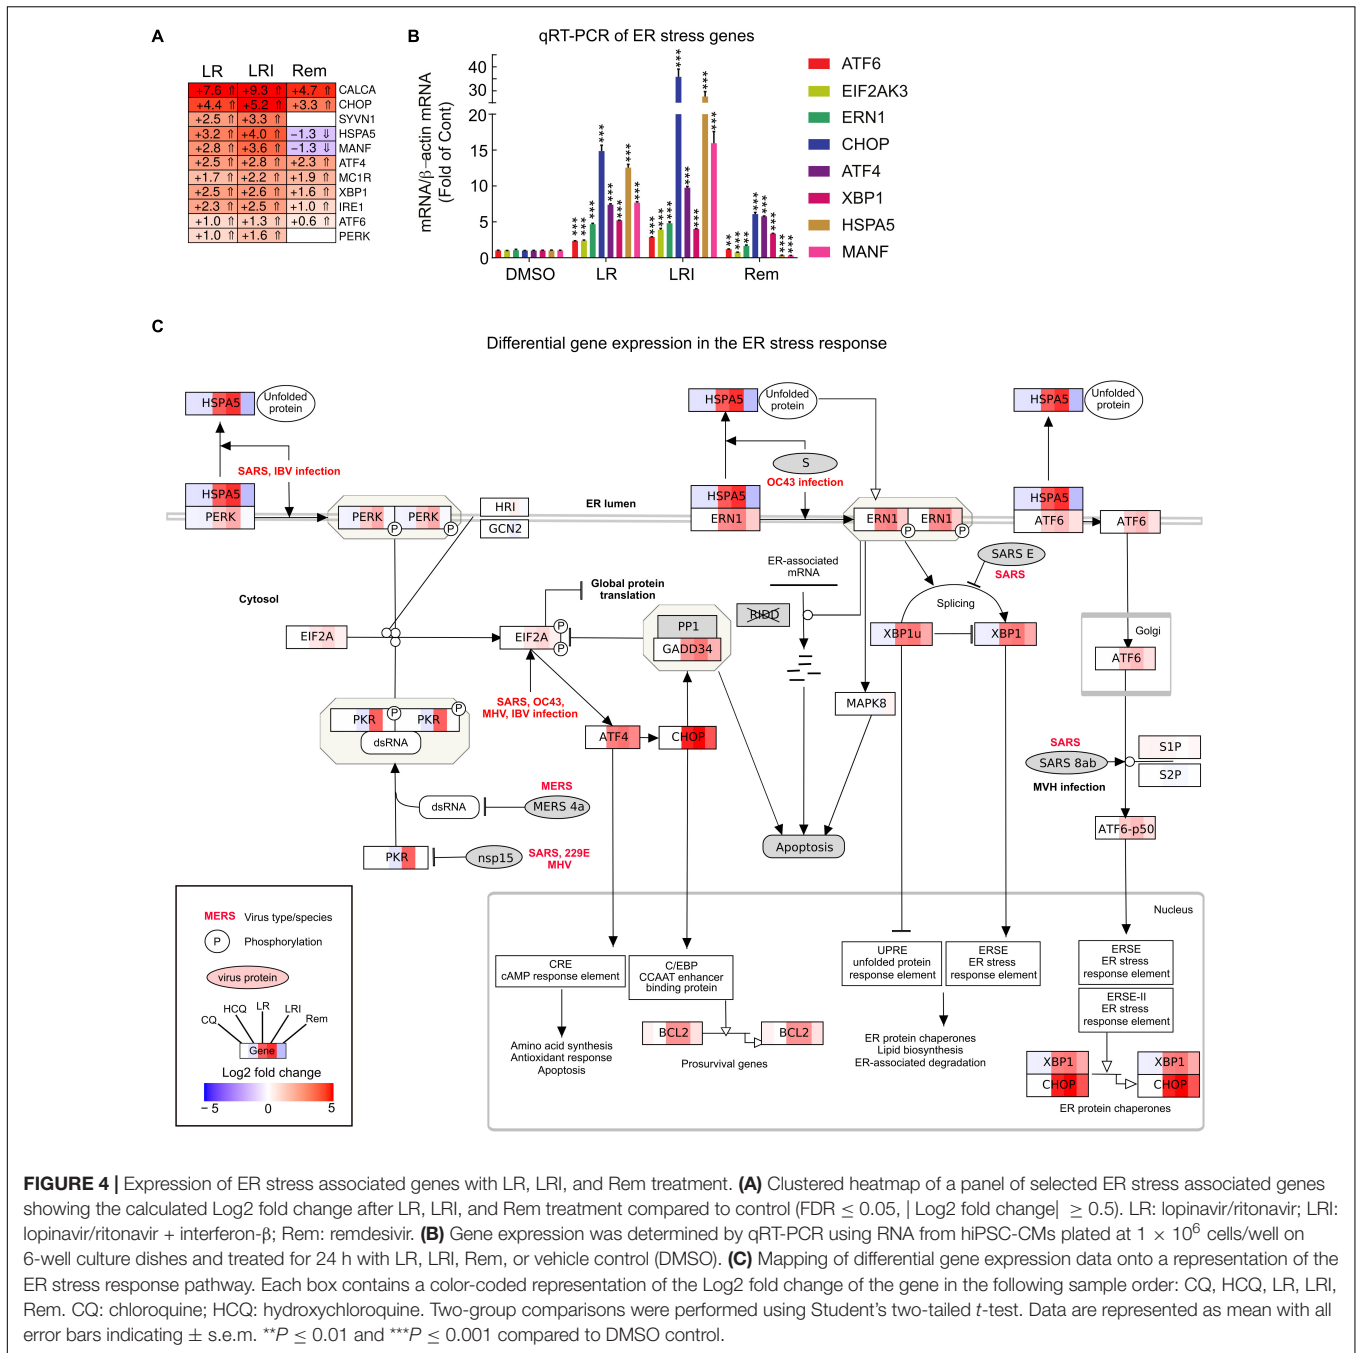 A
LR LRI Rem
+7.6 ⇑ +9.3 ⇑ +4.7 ⇑ CALCA
+4.4 ⇑ +5.2 ⇑ +3.3 ⇑ CHOP
+2.5 ⇑ +3.3 ⇑ SYVN1
+3.2 ⇑ +4.0 ⇑ −1.3 ⇓ HSPA5
+2.8 ⇑ +3.6 ⇑ −1.3 ⇓ MANF
+2.5 ⇑ +2.8 ⇑ +2.3 ⇑ ATF4
+1.7 ⇑ +2.2 ⇑ +1.9 ⇑ MC1R
+2.5 ⇑ +2.6 ⇑ +1.6 ⇑ XBP1
+2.3 ⇑ +2.5 ⇑ +1.0 ⇑ IRE1
+1.0 ⇑ +1.3 ⇑ +0.6 ⇑ ATF6
+1.0 ⇑ +1.6 ⇑ PERK
B
qRT-PCR of ER stress genes
mRNA/β-actin mRNA
(Fold of Cont)
40
30
20
15
10
5
0
DMSO LR LRI Rem
ATF6
EIF2AK3
ERN1
CHOP
ATF4
XBP1
HSPA5
MANF
C
Differential gene expression in the ER stress response
HSPA5 Unfolded protein
HSPA5 Unfolded protein
HSPA5 Unfolded protein
SARS, IBV infection
S
OC43 infection
HSPA5
PERK
PERK PERK
P P
HRI
GCN2
ER lumen
HSPA5
ERN1
ERN1 ERN1
P P
HSPA5
ATF6
ATF6
SARS E
SARS
ER-associated
mRNA
RIDD
Splicing
XBP1u XBP1
Cytosol
Global protein
translation
EIF2A
EIF2A
P
P
PP1
GADD34
Golgi
ATF6
SARS, OC43,
MHV, IBV infection
PKR PKR
P P
dsRNA
ATF4 CHOP
MAPK8
SARS
SARS 8ab
MVH infection
S1P
S2P
ATF6-p50
dsRNA
MERS
MERS 4a
PKR
nsp15
SARS, 229E
MHV
Apoptosis
Nucleus
CRE
cAMP response element
C/EBP
CCAAT enhancer
binding protein
UPRE
unfolded protein
response element
ERSE
ER stress
response element
ERSE
ER stress
response element
ERSE-II
ER stress
response element
Amino acid synthesis
Antioxidant response
Apoptosis
BCL2 BCL2
Prosurvival genes
ER protein chaperones
Lipid biosynthesis
ER-associated degradation
XBP1 XBP1
CHOP CHOP
ER protein chaperones
MERS Virus type/species
P Phosphorylation
virus protein
CQ HCQ LR LRI Rem
Gene
Log2 fold change
−5 0 5
FIGURE 4 | Expression of ER stress associated genes with LR, LRI, and Rem treatment. (A) Clustered heatmap of a panel of selected ER stress associated genes
showing the calculated Log2 fold change after LR, LRI, and Rem treatment compared to control (FDR ≤ 0.05, | Log2 fold change| ≥ 0.5). LR: lopinavir/ritonavir; LRI:
lopinavir/ritonavir + interferon-β; Rem: remdesivir. (B) Gene expression was determined by qRT-PCR using RNA from hiPSC-CMs plated at 1 × 10⁶ cells/well on
6-well culture dishes and treated for 24 h with LR, LRI, Rem, or vehicle control (DMSO). (C) Mapping of differential gene expression data onto a representation of the
ER stress response pathway. Each box contains a color-coded representation of the Log2 fold change of the gene in the following sample order: CQ, HCQ, LR, LRI,
Rem. CQ: chloroquine; HCQ: hydroxychloroquine. Two-group comparisons were performed using Student's two-tailed t-test. Data are represented as mean with all
error bars indicating ± s.e.m. **P ≤ 0.01 and ***P ≤ 0.001 compared to DMSO control.